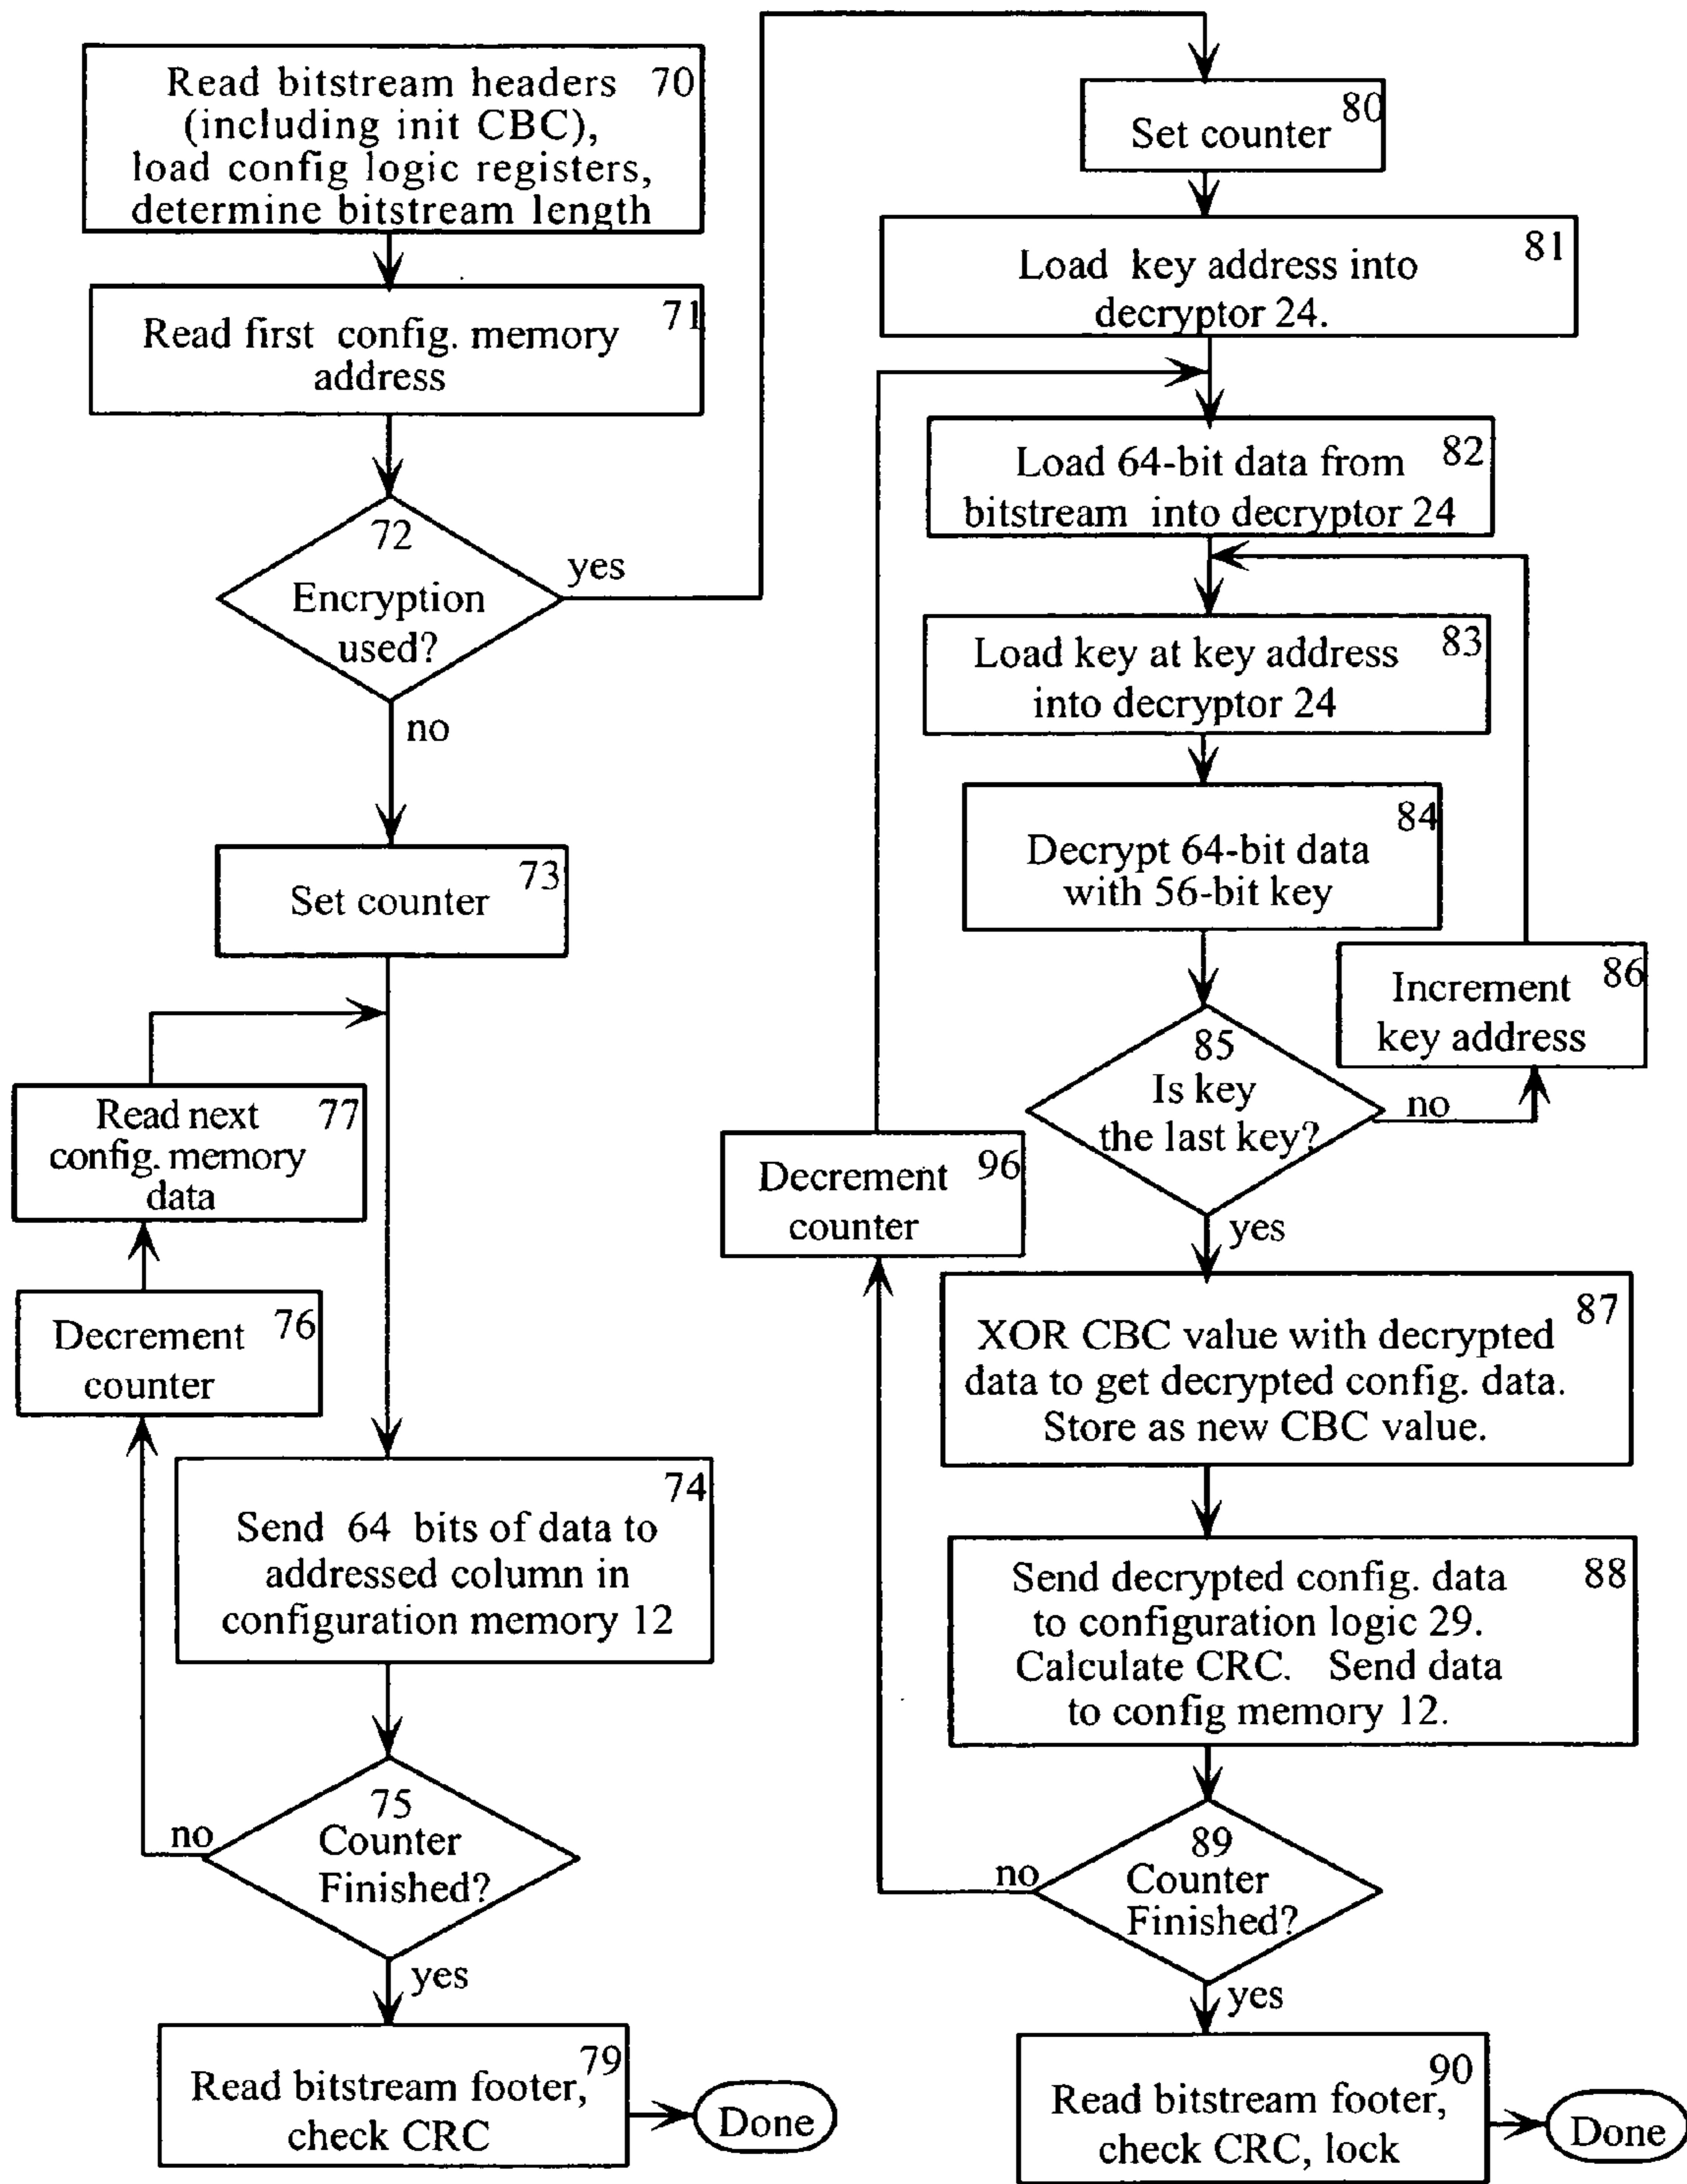 Read bitstream headers 70
(including init CBC),
load config logic registers,
determine bitstream length
Read first config. memory 71
address
72
Encryption
used?
yes
no
Set counter 73
Read next 77
config. memory
data
Decrement 76
counter
74
Send 64 bits of data to
addressed column in
configuration memory 12
75
Counter
Finished?
no
yes
79
Read bitstream footer,
check CRC
Done
80
Set counter
81
Load key address into
decryptor 24.
Load 64-bit data from 82
bitstream into decryptor 24
Load key at key address 83
into decryptor 24
84
Decrypt 64-bit data
with 56-bit key
85
Is key
the last key?
no
yes
Increment 86
key address
Decrement 96
counter
87
XOR CBC value with decrypted
data to get decrypted config. data.
Store as new CBC value.
Send decrypted config. data 88
to configuration logic 29.
Calculate CRC. Send data
to config memory 12.
89
Counter
Finished?
no
yes
90
Read bitstream footer,
check CRC, lock
Done